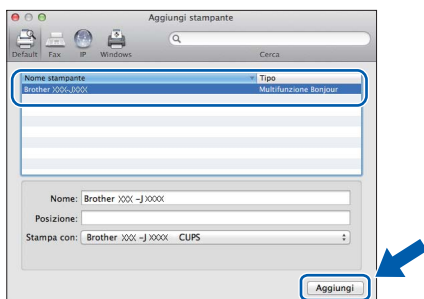 Aggiungi stampante
Default Fax IP Windows Cerca
Nome stampante Tipo
Brother XXX-JXXX Multifunzione Bonjour
Nome: Brother XXX -J XXXX
Posizione:
Stampa con: Brother XXX -J XXXX CUPS
Aggiungi